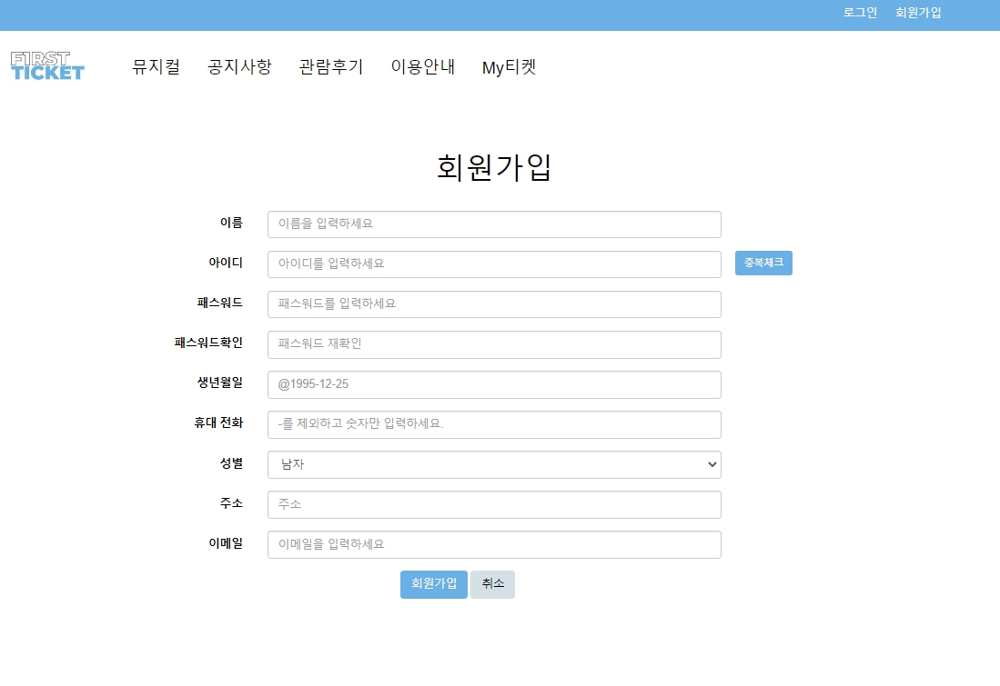 로그인 회원가입
F1RST
TICKET
뮤지컬 공지사항 관람후기 이용안내 My티켓
회원가입
이름 이름을 입력하세요
아이디 아이디를 입력하세요 중복체크
패스워드 패스워드를 입력하세요
패스워드확인 패스워드 재확인
생년월일 @1995-12-25
휴대 전화 -를 제외하고 숫자만 입력하세요.
성별 남자
주소 주소
이메일 이메일을 입력하세요
회원가입 취소